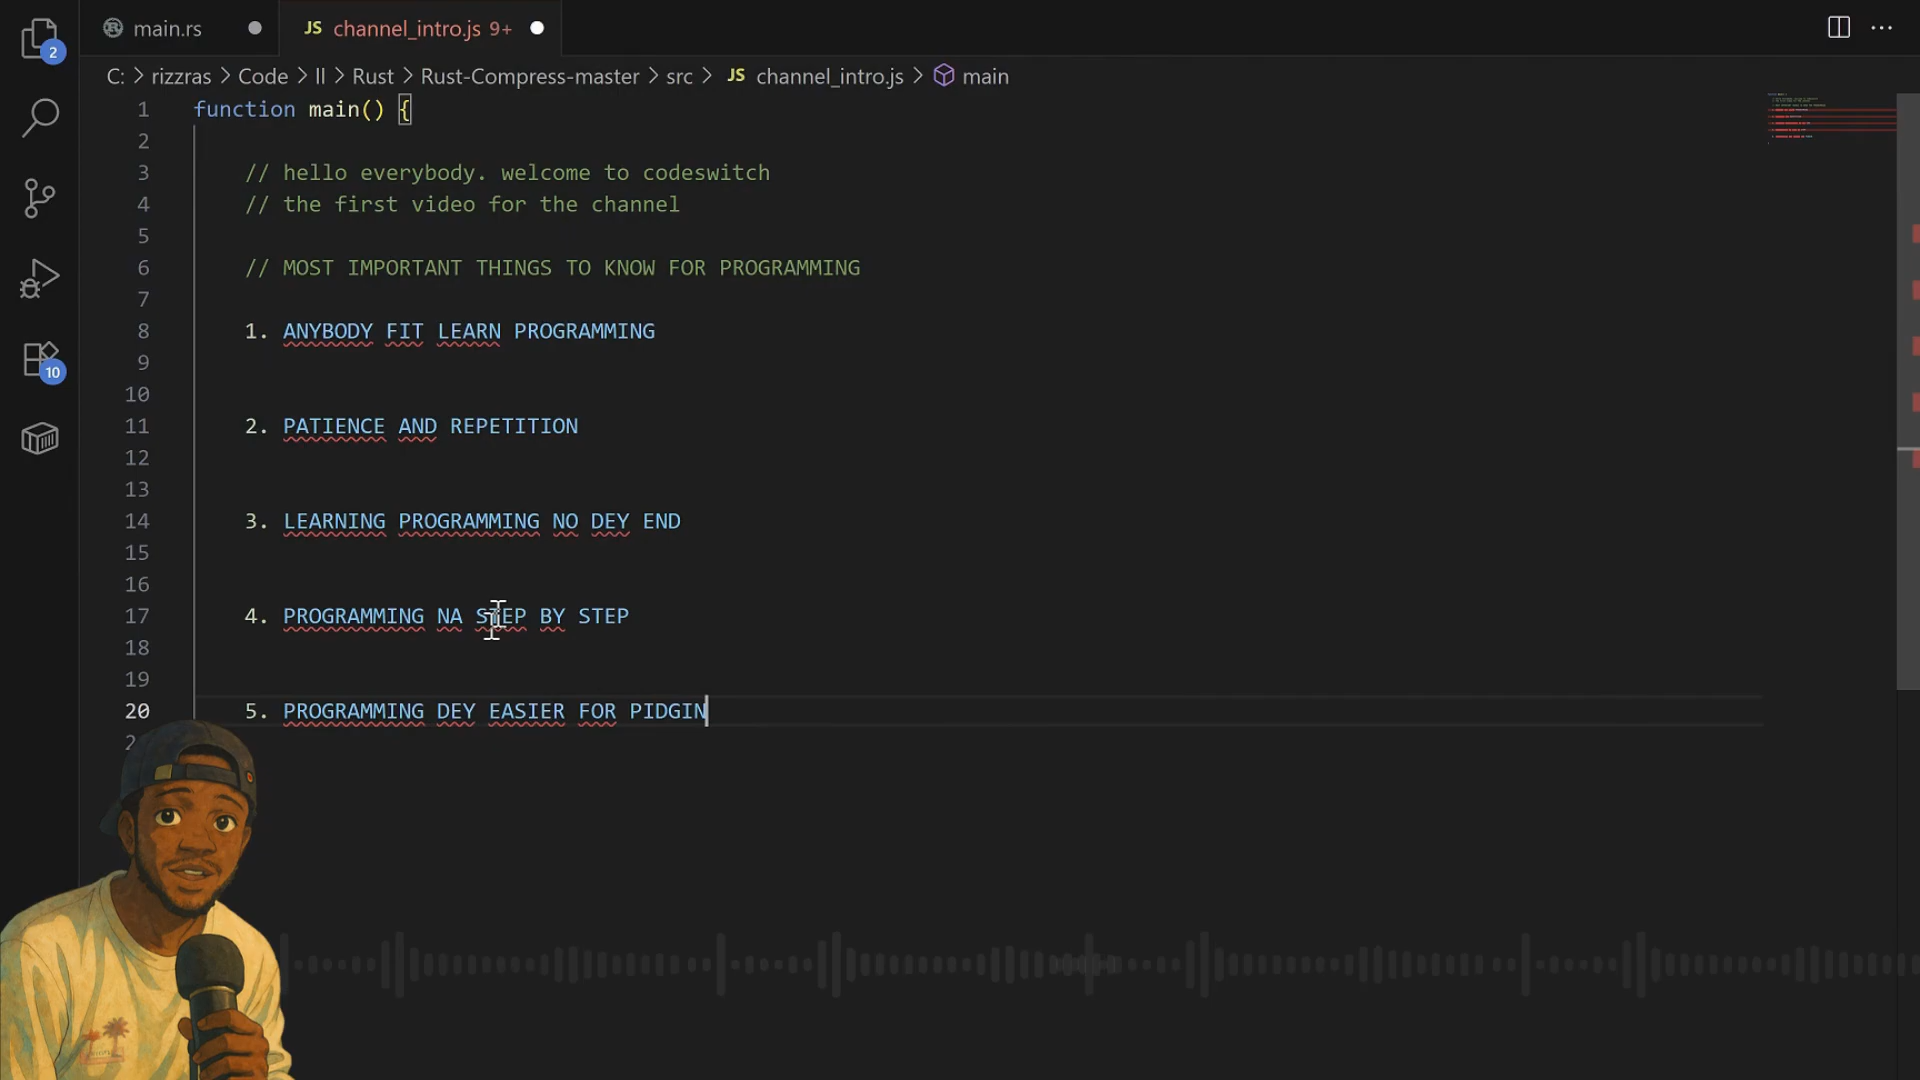 main.rs
JS channel_intro.js 9+
2
C: > rizzras > Code > ll > Rust > Rust-Compress-master > src > JS channel_intro.js > main
1 function main() {
2
3 // hello everybody. welcome to codeswitch
4 // the first video for the channel
5
6 // MOST IMPORTANT THINGS TO KNOW FOR PROGRAMMING
7
8 1. ANYBODY FIT LEARN PROGRAMMING
9
10
10
11 2. PATIENCE AND REPETITION
12
13
14 3. LEARNING PROGRAMMING NO DEY END
15
16
17 4. PROGRAMMING NA STEP BY STEP
18
19
20 5. PROGRAMMING DEY EASIER FOR PIDGIN